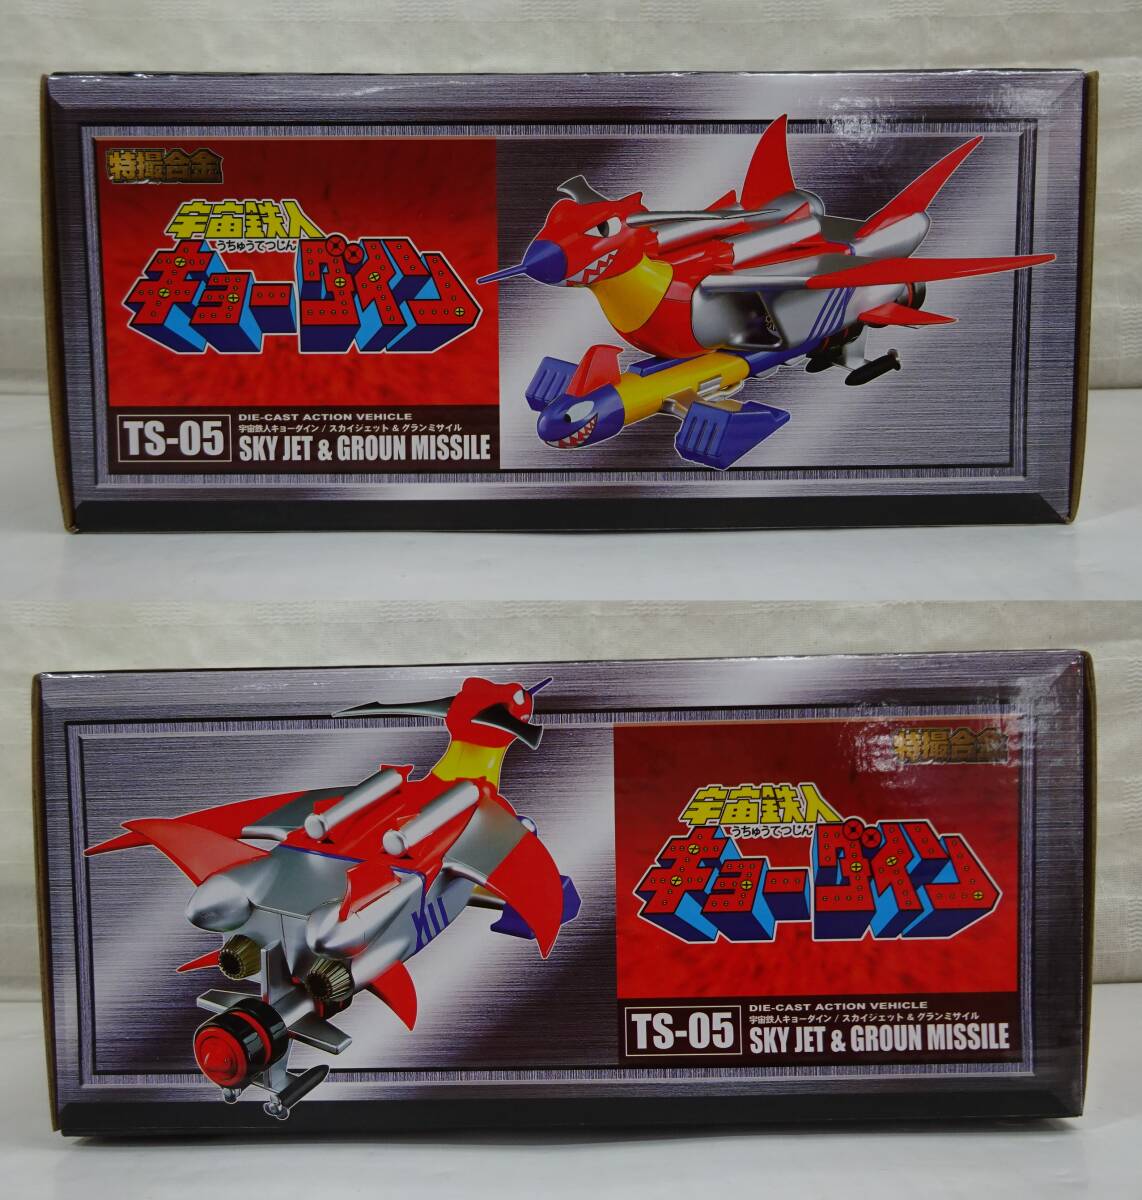 特撮合金
宇宙鉄人
うちゅうてつじん
キョーダイン
TS-05
DIE-CAST ACTION VEHICLE
宇宙鉄人キョーダイン / スカイジェット & グランミサイル
SKY JET & GROUN MISSILE
特撮合金
宇宙鉄人
うちゅうてつじん
キョーダイン
TS-05
DIE-CAST ACTION VEHICLE
宇宙鉄人キョーダイン / スカイジェット & グランミサイル
SKY JET & GROUN MISSILE